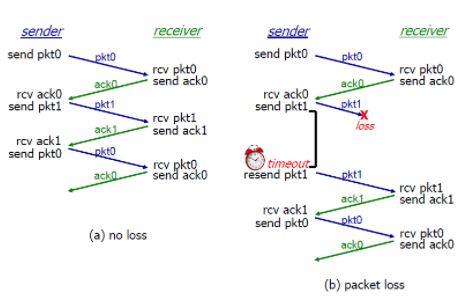 sender
receiver
send pkt0
pkt0
rcv pkt0
send ack0
ack0
rcv ack0
send pkt1
pkt1
rcv pkt1
send ack1
ack1
rcv ack1
send pkt0
pkt0
rcv pkt0
send ack0
ack0
(a) no loss
sender
receiver
send pkt0
pkt0
rcv pkt0
send ack0
ack0
rcv ack0
send pkt1
pkt1
X
loss
timeout
resend pkt1
pkt1
rcv pkt1
send ack1
ack1
rcv ack1
send pkt0
pkt0
rcv pkt0
send ack0
ack0
(b) packet loss